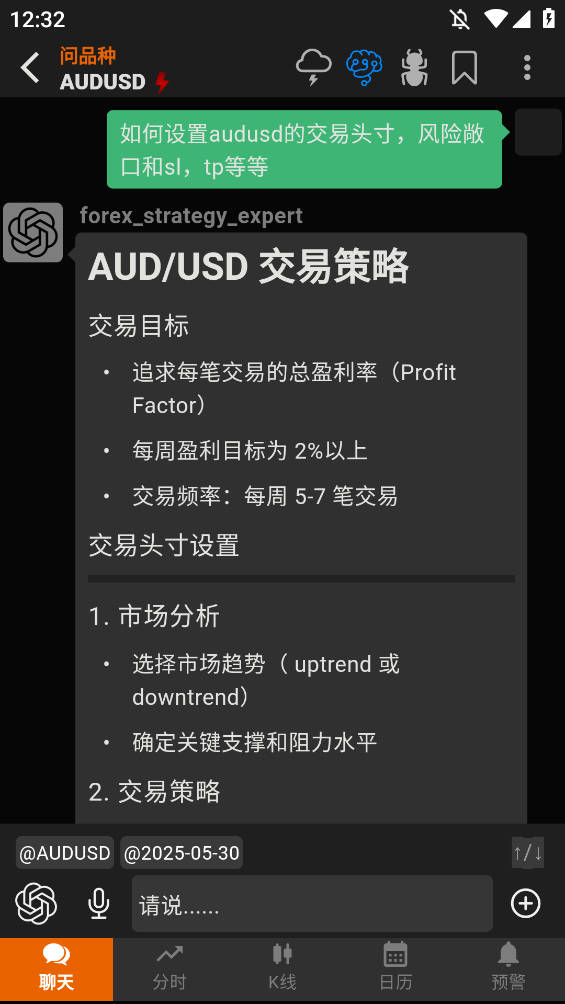 12:32
问品种
AUDUSD
如何设置audusd的交易头寸，风险敞
口和sl，tp等等
forex_strategy_expert
AUD/USD 交易策略
交易目标
• 追求每笔交易的总盈利率（Profit
Factor）
• 每周盈利目标为 2%以上
• 交易频率：每周 5-7 笔交易
交易头寸设置
1. 市场分析
• 选择市场趋势（ uptrend 或
downtrend）
• 确定关键支撑和阻力水平
2. 交易策略
@AUDUSD @2025-05-30 ↑/↓
请说......
聊天 分时 K线 日历 预警